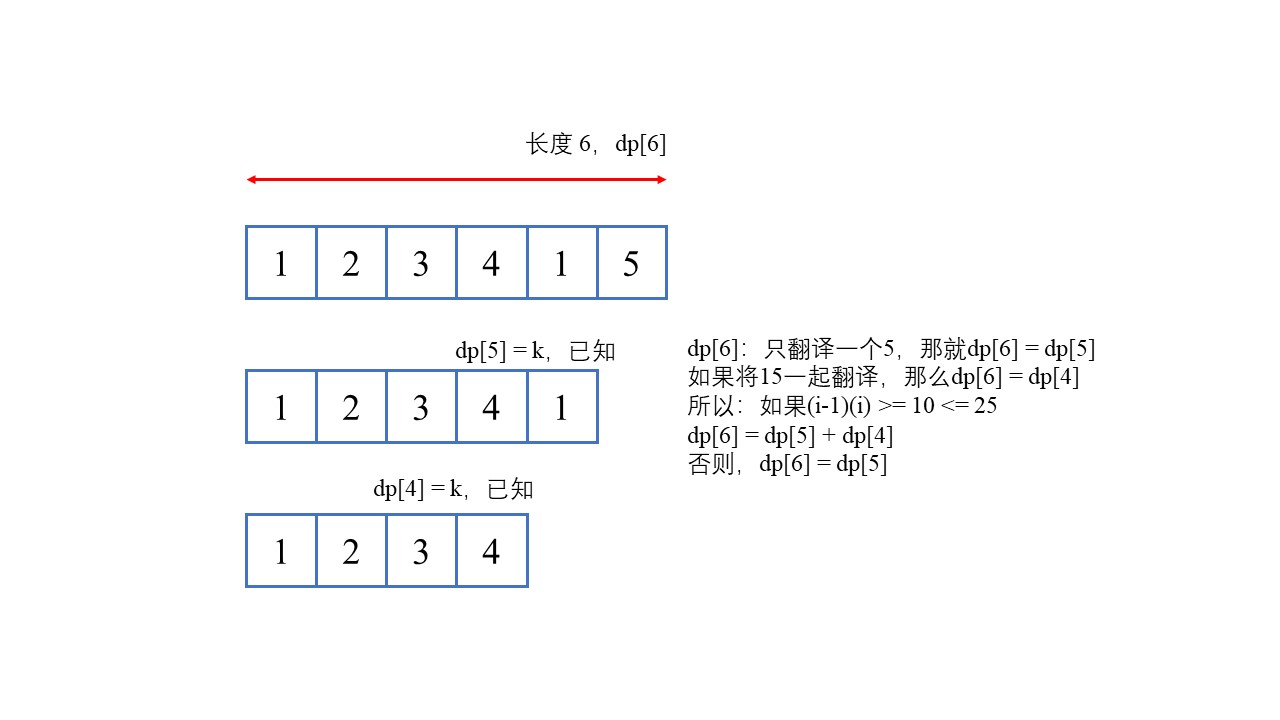 长度 6，dp[6]
1 2 3 4 1 5
dp[5] = k，已知
1 2 3 4 1
dp[4] = k，已知
1 2 3 4
dp[6]：只翻译一个5，那就dp[6] = dp[5]
如果将15一起翻译，那么dp[6] = dp[4]
所以：如果(i-1)(i) >= 10 <= 25
dp[6] = dp[5] + dp[4]
否则，dp[6] = dp[5]